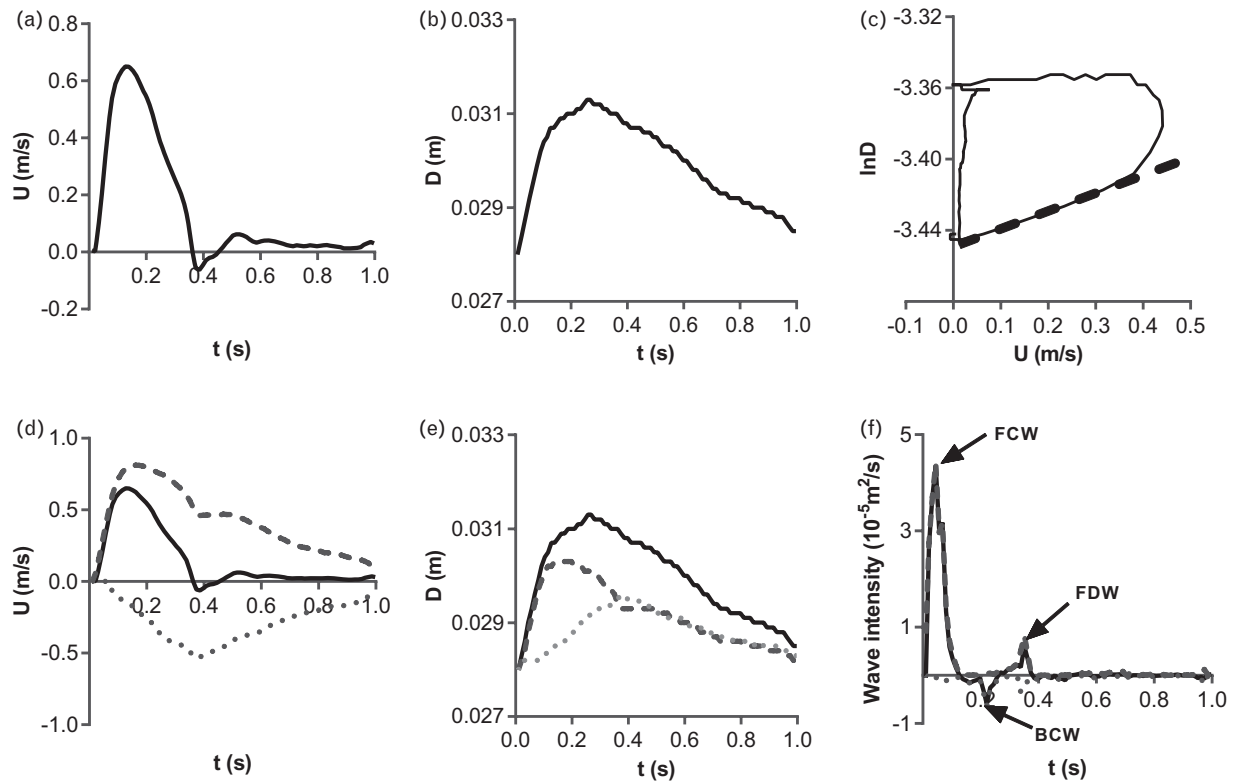 (a)
0.8
0.6
0.4
0.2
0.0
-0.2
U (m/s)
0.2
0.4
0.6
0.8
1.0
t (s)
(b)
0.033
0.031
0.029
0.027
D (m)
0.0
0.2
0.4
0.6
0.8
1.0
t (s)
(c)
-3.32
-3.36
-3.40
-3.44
lnD
-0.1
0.0
0.1
0.2
0.3
0.4
0.5
U (m/s)
(d)
1.0
0.5
0.0
-0.5
-1.0
U (m/s)
0.2
0.4
0.6
0.8
1.0
t (s)
(e)
0.033
0.031
0.029
0.027
D (m)
0.0
0.2
0.4
0.6
0.8
1.0
t (s)
(f)
5
3
1
-1
Wave intensity (10⁻⁵m²/s)
FCW
FDW
BCW
0.2
0.4
0.6
0.8
1.0
t (s)